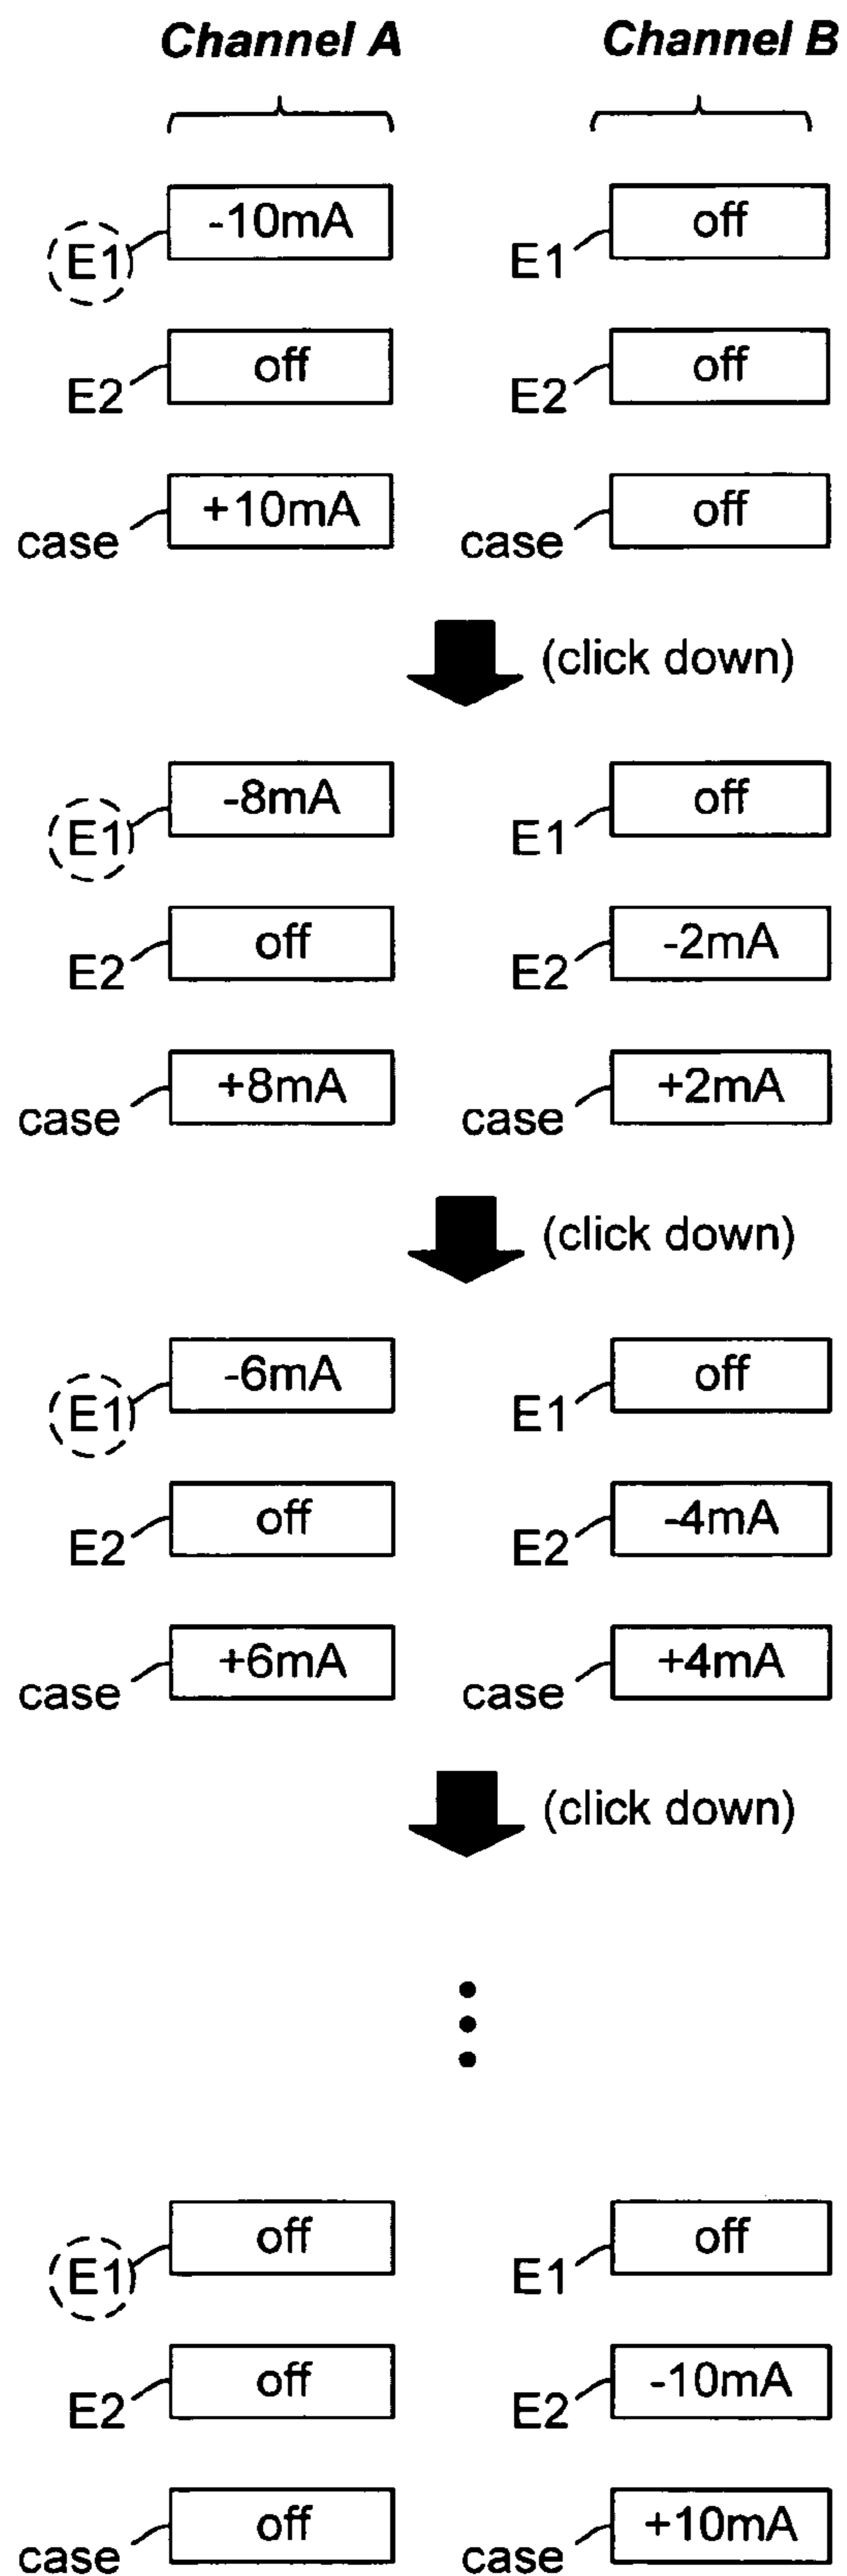 Channel A Channel B
-10mA off
E1 E1
off off
E2 E2
+10mA off
case case
(click down)
-8mA off
E1 E1
off -2mA
E2 E2
+8mA +2mA
case case
(click down)
-6mA off
E1 E1
off -4mA
E2 E2
+6mA +4mA
case case
(click down)
off off
E1 E1
off -10mA
E2 E2
off +10mA
case case